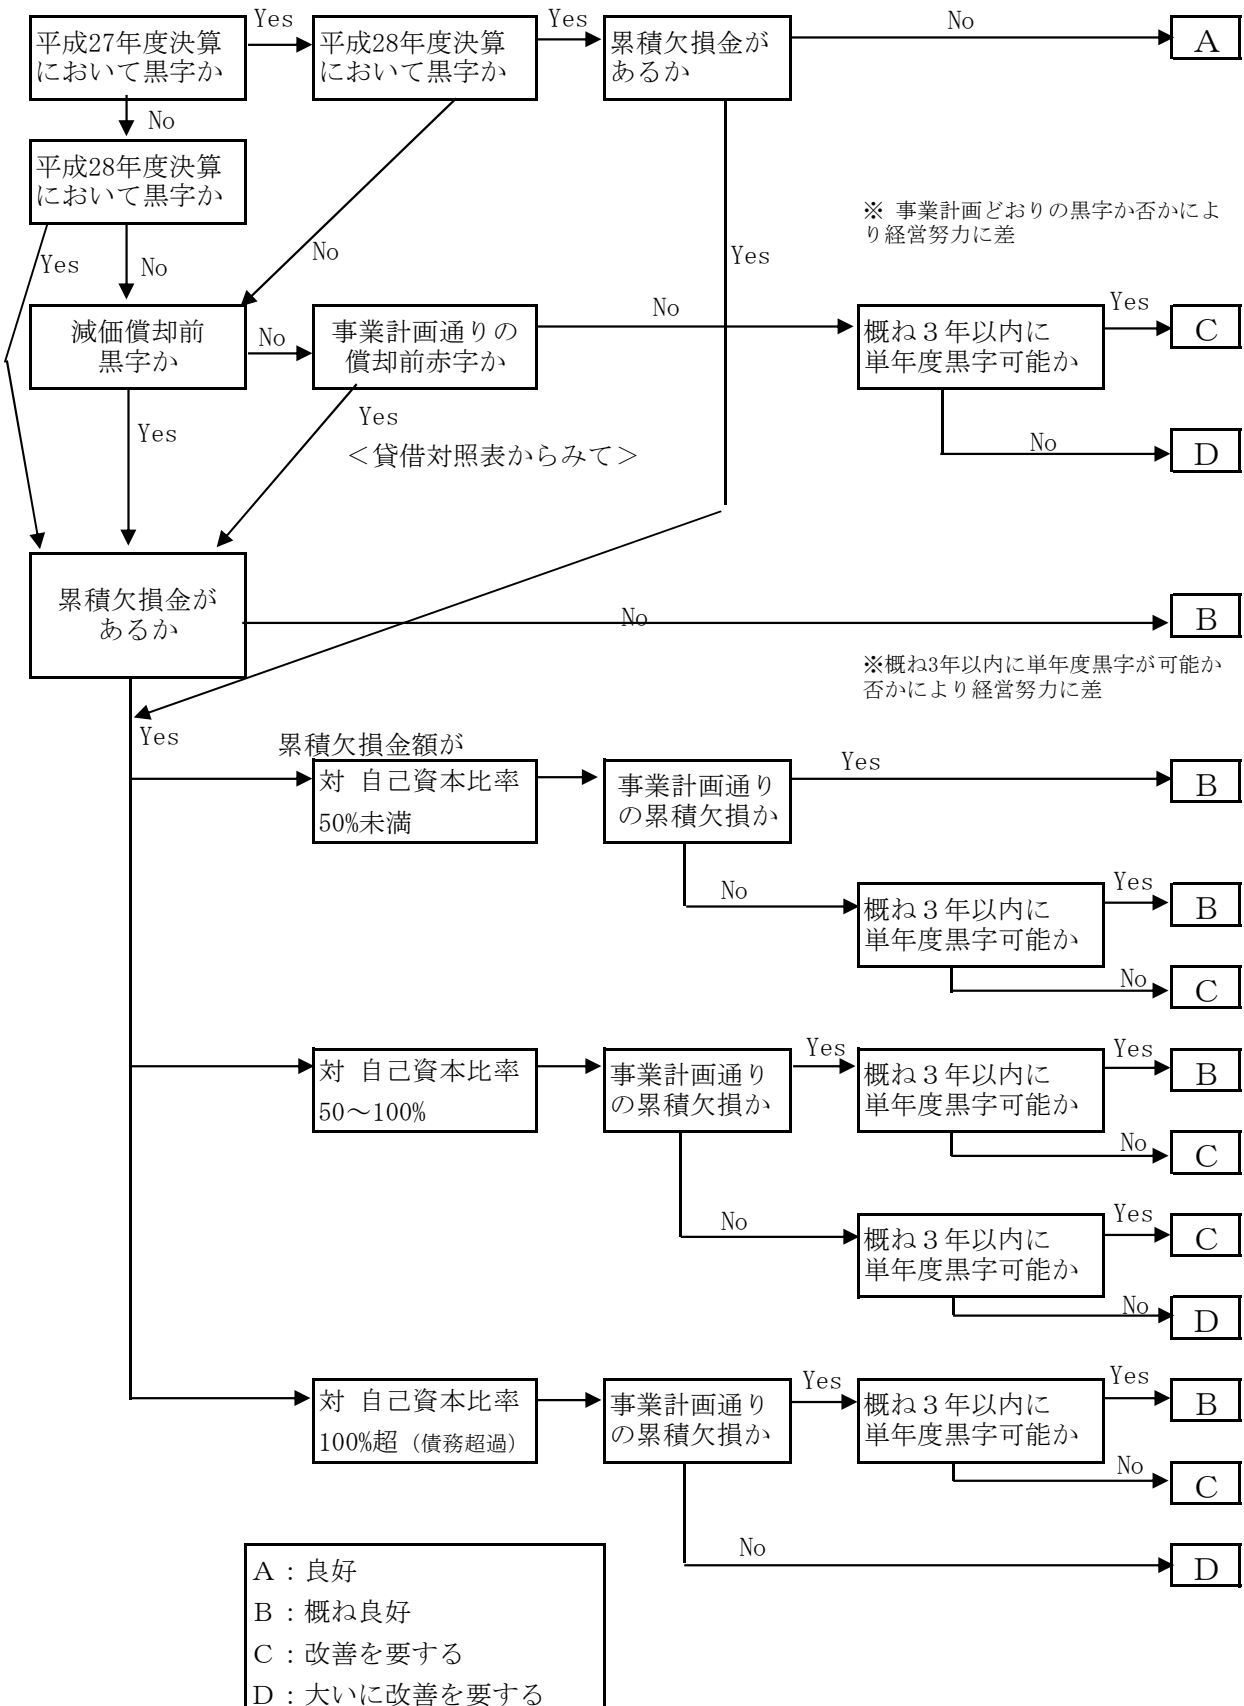 Yes
Yes
No
平成27年度決算
において黒字か
平成28年度決算
において黒字か
累積欠損金が
あるか
A
No
平成28年度決算
において黒字か
※ 事業計画どおりの黒字か否かによ
り経営努力に差
Yes
No
No
Yes
減価償却前
黒字か
No
事業計画通りの
償却前赤字か
No
概ね３年以内に
単年度黒字可能か
Yes
C
Yes
Yes
<貸借対照表からみて>
No
D
累積欠損金が
あるか
No
B
※概ね3年以内に単年度黒字が可能か
否かにより経営努力に差
Yes
累積欠損金額が
対 自己資本比率
50%未満
事業計画通り
の累積欠損か
Yes
B
No
概ね３年以内に
単年度黒字可能か
Yes
B
No
C
対 自己資本比率
50～100%
事業計画通り
の累積欠損か
Yes
概ね３年以内に
単年度黒字可能か
Yes
B
No
C
No
概ね３年以内に
単年度黒字可能か
Yes
C
No
D
対 自己資本比率
100%超（債務超過）
事業計画通り
の累積欠損か
Yes
概ね３年以内に
単年度黒字可能か
Yes
B
No
C
No
D
A：良好
B：概ね良好
C：改善を要する
D：大いに改善を要する